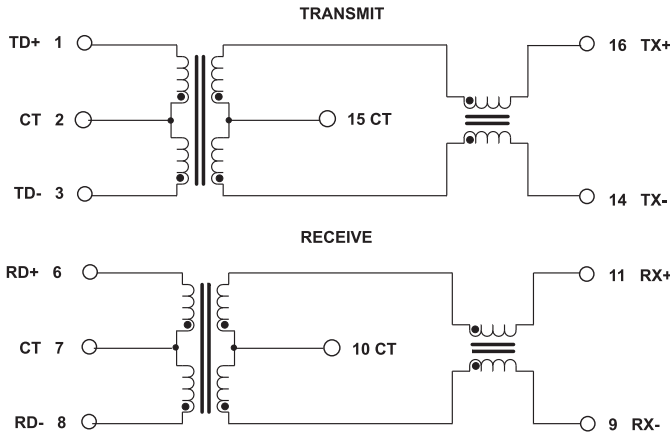 TRANSMIT
TD+ 1
16 TX+
CT 2
15 CT
TD- 3
14 TX-
RECEIVE
RD+ 6
11 RX+
CT 7
10 CT
RD- 8
9 RX-